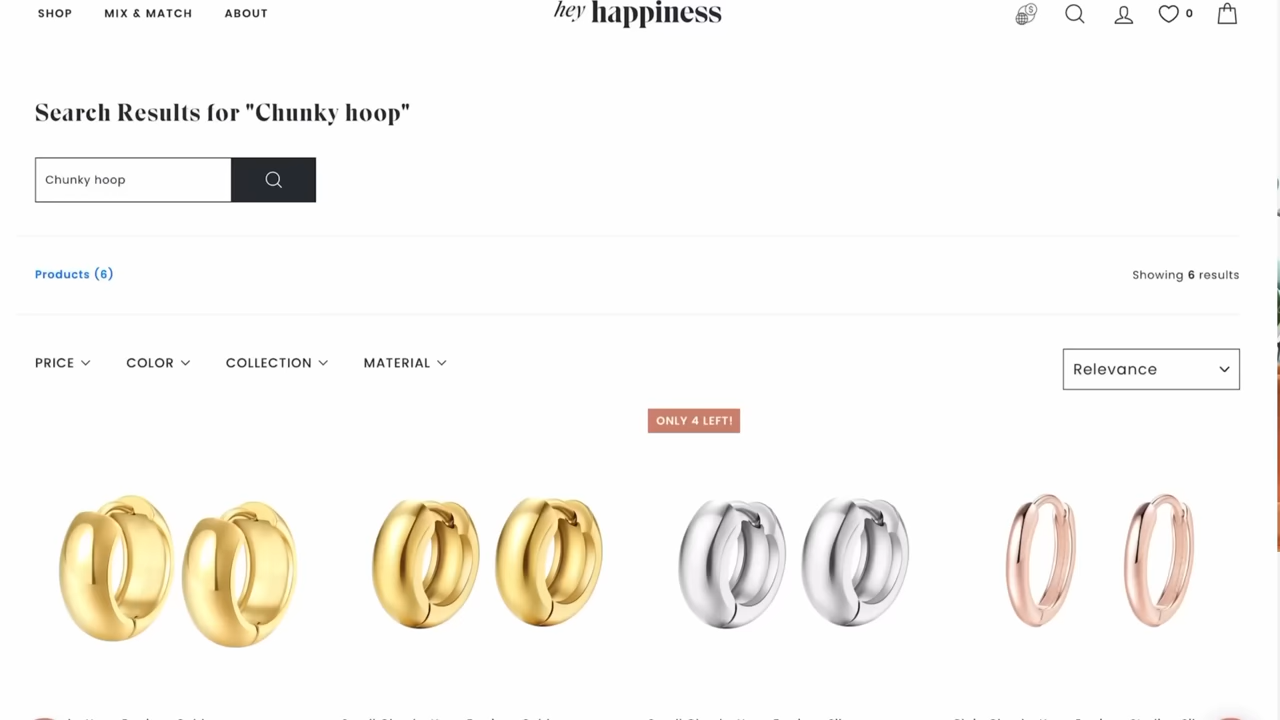 SHOP MIX & MATCH ABOUT
hey happiness
0
Search Results for "Chunky hoop"
Chunky hoop
Products (6)
Showing 6 results
PRICE COLOR COLLECTION MATERIAL
Relevance
ONLY 4 LEFT!